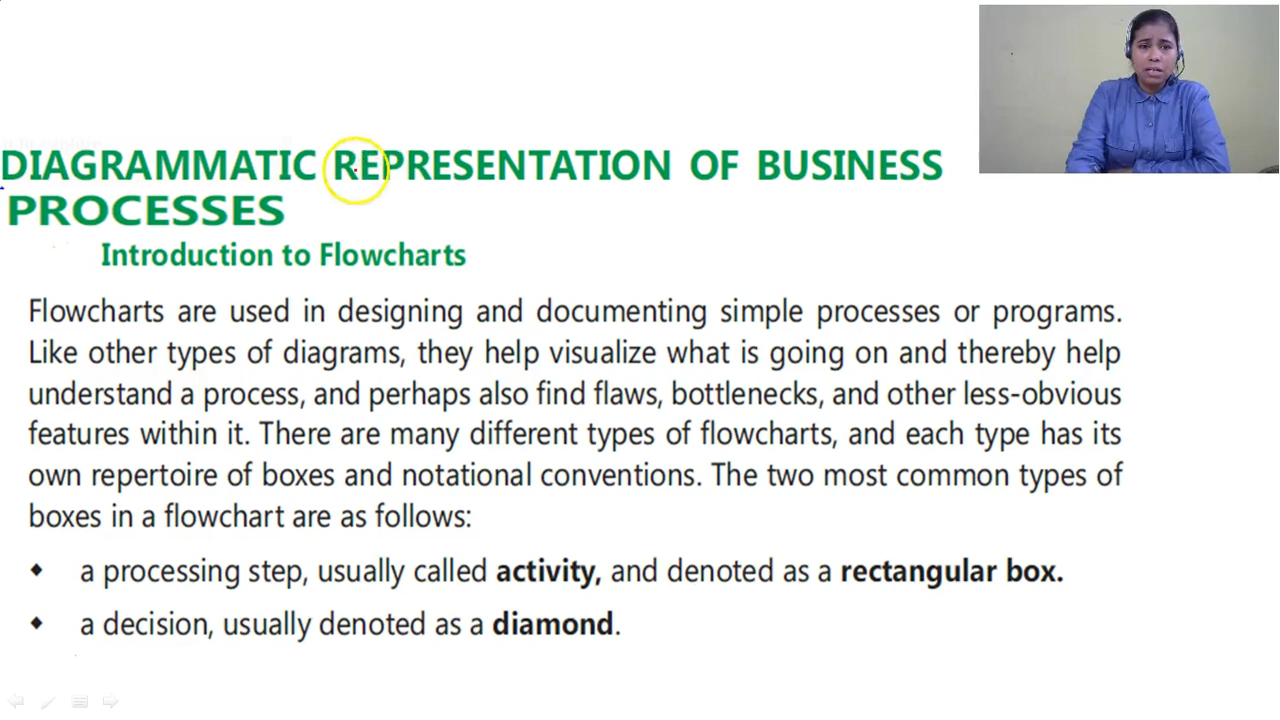 DIAGRAMMATIC REPRESENTATION OF BUSINESS
PROCESSES
Introduction to Flowcharts
Flowcharts are used in designing and documenting simple processes or programs.
Like other types of diagrams, they help visualize what is going on and thereby help
understand a process, and perhaps also find flaws, bottlenecks, and other less-obvious
features within it. There are many different types of flowcharts, and each type has its
own repertoire of boxes and notational conventions. The two most common types of
boxes in a flowchart are as follows:
◆ a processing step, usually called activity, and denoted as a rectangular box.
◆ a decision, usually denoted as a diamond.